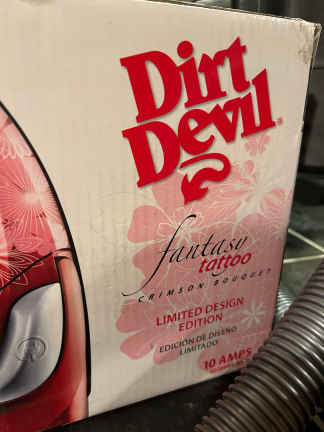 Dirt
Devil®
fantasy
tattoo
CRIMSON BOUQUET
LIMITED DESIGN
EDITION
EDICIÓN DE DISEÑO
LIMITADO
10 AMPS